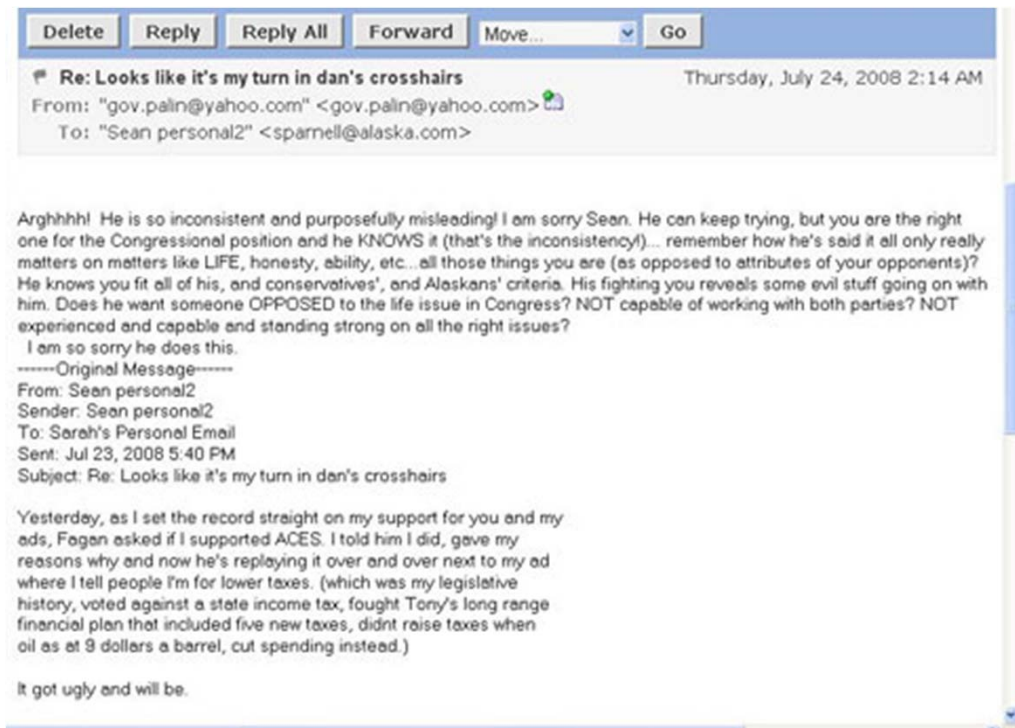 Delete Reply Reply All Forward Move... Go
Re: Looks like it's my turn in dan's crosshairs Thursday, July 24, 2008 2:14 AM
From: "gov.palin@yahoo.com" <gov.palin@yahoo.com>
To: "Sean personal2" <sparnell@alaska.com>
Arghhhh! He is so inconsistent and purposefully misleading! I am sorry Sean. He can keep trying, but you are the right
one for the Congressional position and he KNOWS it (that's the inconsistency!)... remember how he's said it all only really
matters on matters like LIFE, honesty, ability, etc...all those things you are (as opposed to attributes of your opponents)?
He knows you fit all of his, and conservatives', and Alaskans' criteria. His fighting you reveals some evil stuff going on with
him. Does he want someone OPPOSED to the life issue in Congress? NOT capable of working with both parties? NOT
experienced and capable and standing strong on all the right issues?
I am so sorry he does this.
------Original Message------
From: Sean personal2
Sender: Sean personal2
To: Sarah's Personal Email
Sent: Jul 23, 2008 5:40 PM
Subject: Re: Looks like it's my turn in dan's crosshairs
Yesterday, as I set the record straight on my support for you and my
ads, Fagan asked if I supported ACES. I told him I did, gave my
reasons why and now he's replaying it over and over next to my ad
where I tell people I'm for lower taxes. (which was my legislative
history, voted against a state income tax, fought Tony's long range
financial plan that included five new taxes, didnt raise taxes when
oil as at 9 dollars a barrel, cut spending instead.)
It got ugly and will be.